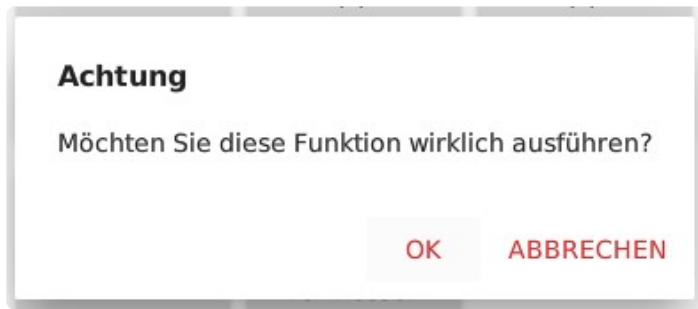 Achtung
Möchten Sie diese Funktion wirklich ausführen?
OK ABBRECHEN